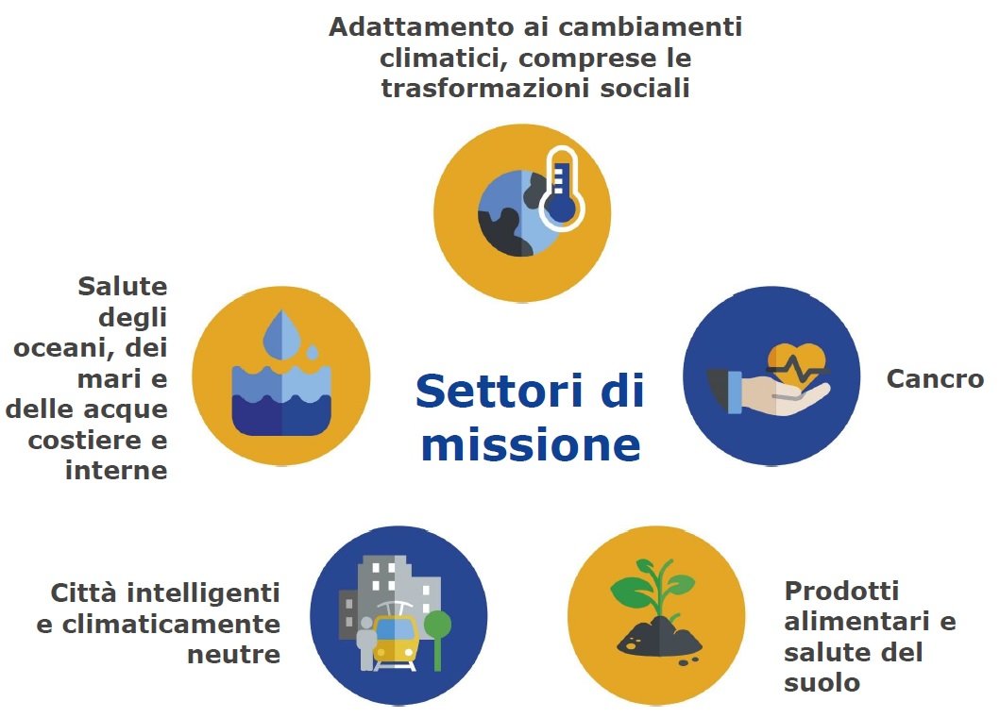 Adattamento ai cambiamenti
climatici, comprese le
trasformazioni sociali
Salute
degli
oceani, dei
mari e
delle acque
costiere e
interne
Settori di
missione
Cancro
Città intelligenti
e climaticamente
neutre
Prodotti
alimentari e
salute del
suolo